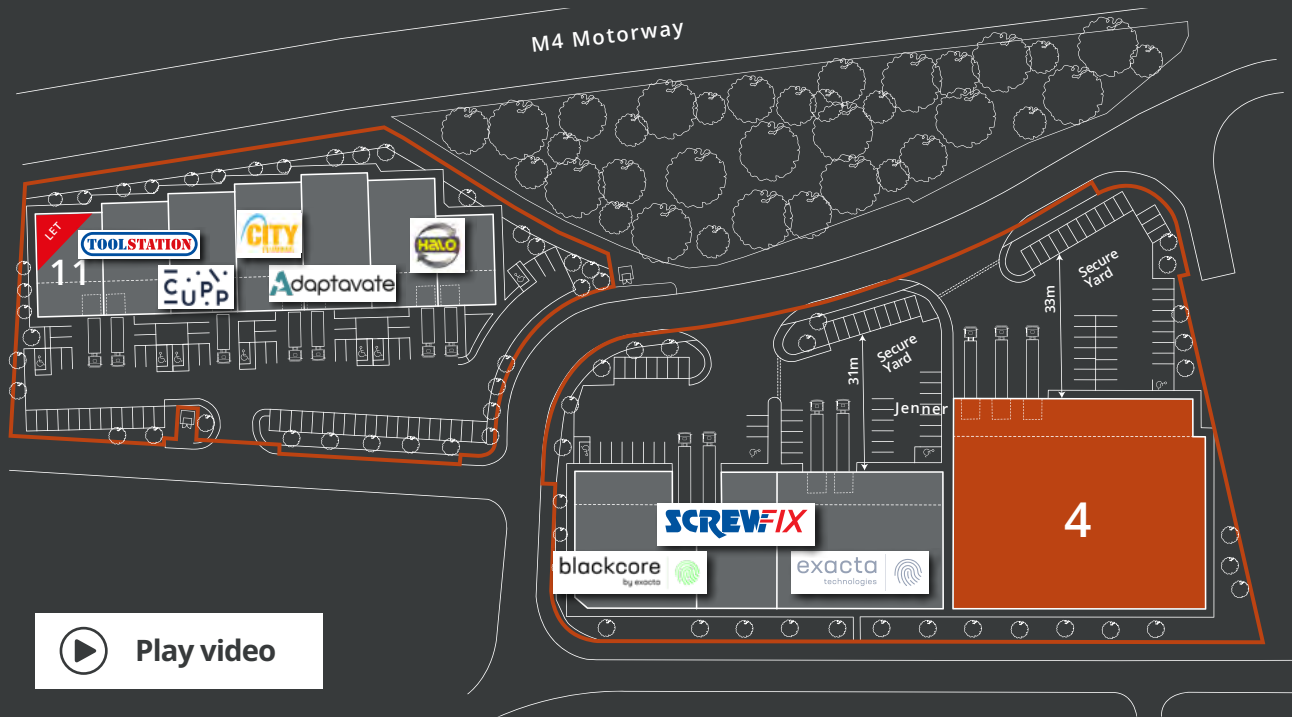 M4 Motorway
LET
11
TOOLSTATION
CUPP
CITY
Adaptavate
HALO
Secure
Yard
33m
Secure
Yard
31m
Jenner
4
SCREWFIX
blackcore
by exacta
exacta
technologies
Play video